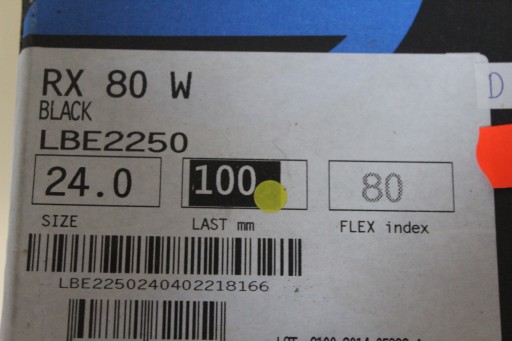 RX 80 W
BLACK
LBE2250
24.0 100 80
SIZE LAST mm FLEX index
D
LBE2250240402218166